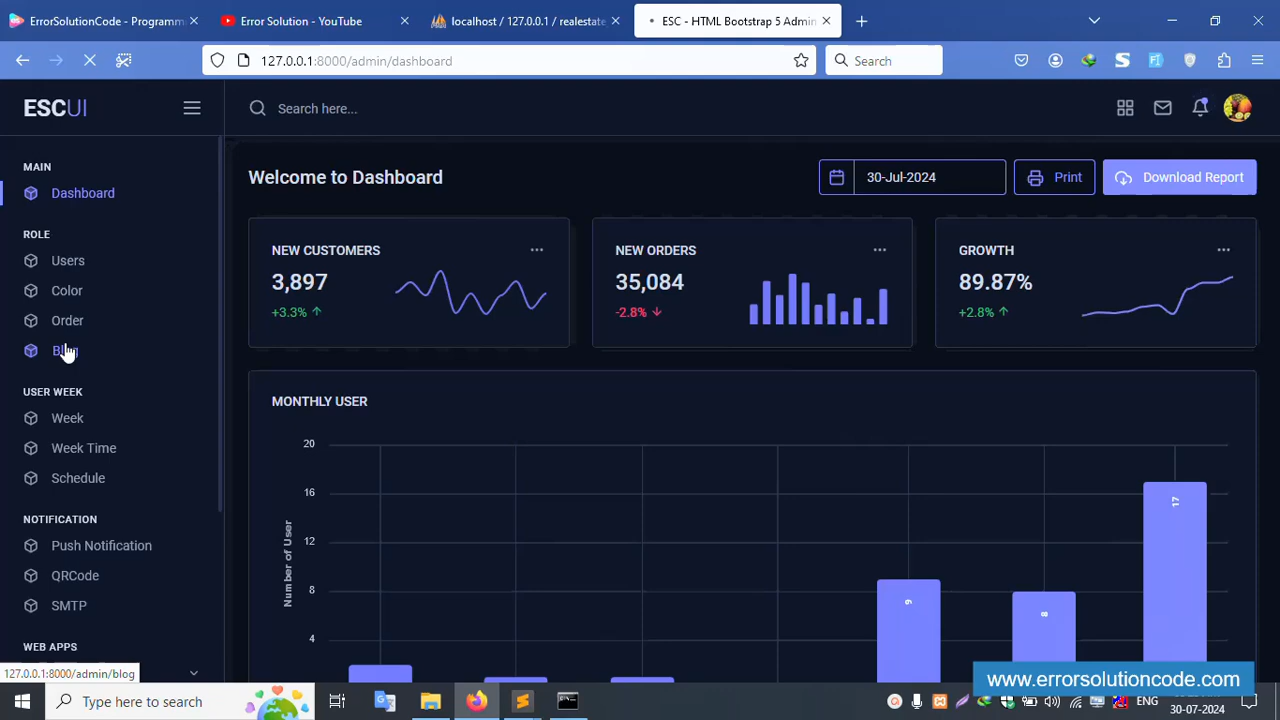 ErrorSolutionCode - Programmi
Error Solution - YouTube
localhost / 127.0.0.1 / realestate
ESC - HTML Bootstrap 5 Admin
127.0.0.1:8000/admin/dashboard
Search
ESCUI
Search here...
MAIN
Dashboard
ROLE
Users
Color
Order
Blog
USER WEEK
Week
Week Time
Schedule
NOTIFICATION
Push Notification
QRCode
SMTP
WEB APPS
Welcome to Dashboard
30-Jul-2024
Print
Download Report
NEW CUSTOMERS
3,897
+3.3%
NEW ORDERS
35,084
-2.8%
GROWTH
89.87%
+2.8%
MONTHLY USER
Number of User
20
16
12
8
4
9
8
17
127.0.0.1:8000/admin/blog
www.errorsolutioncode.com
Type here to search
30-07-2024